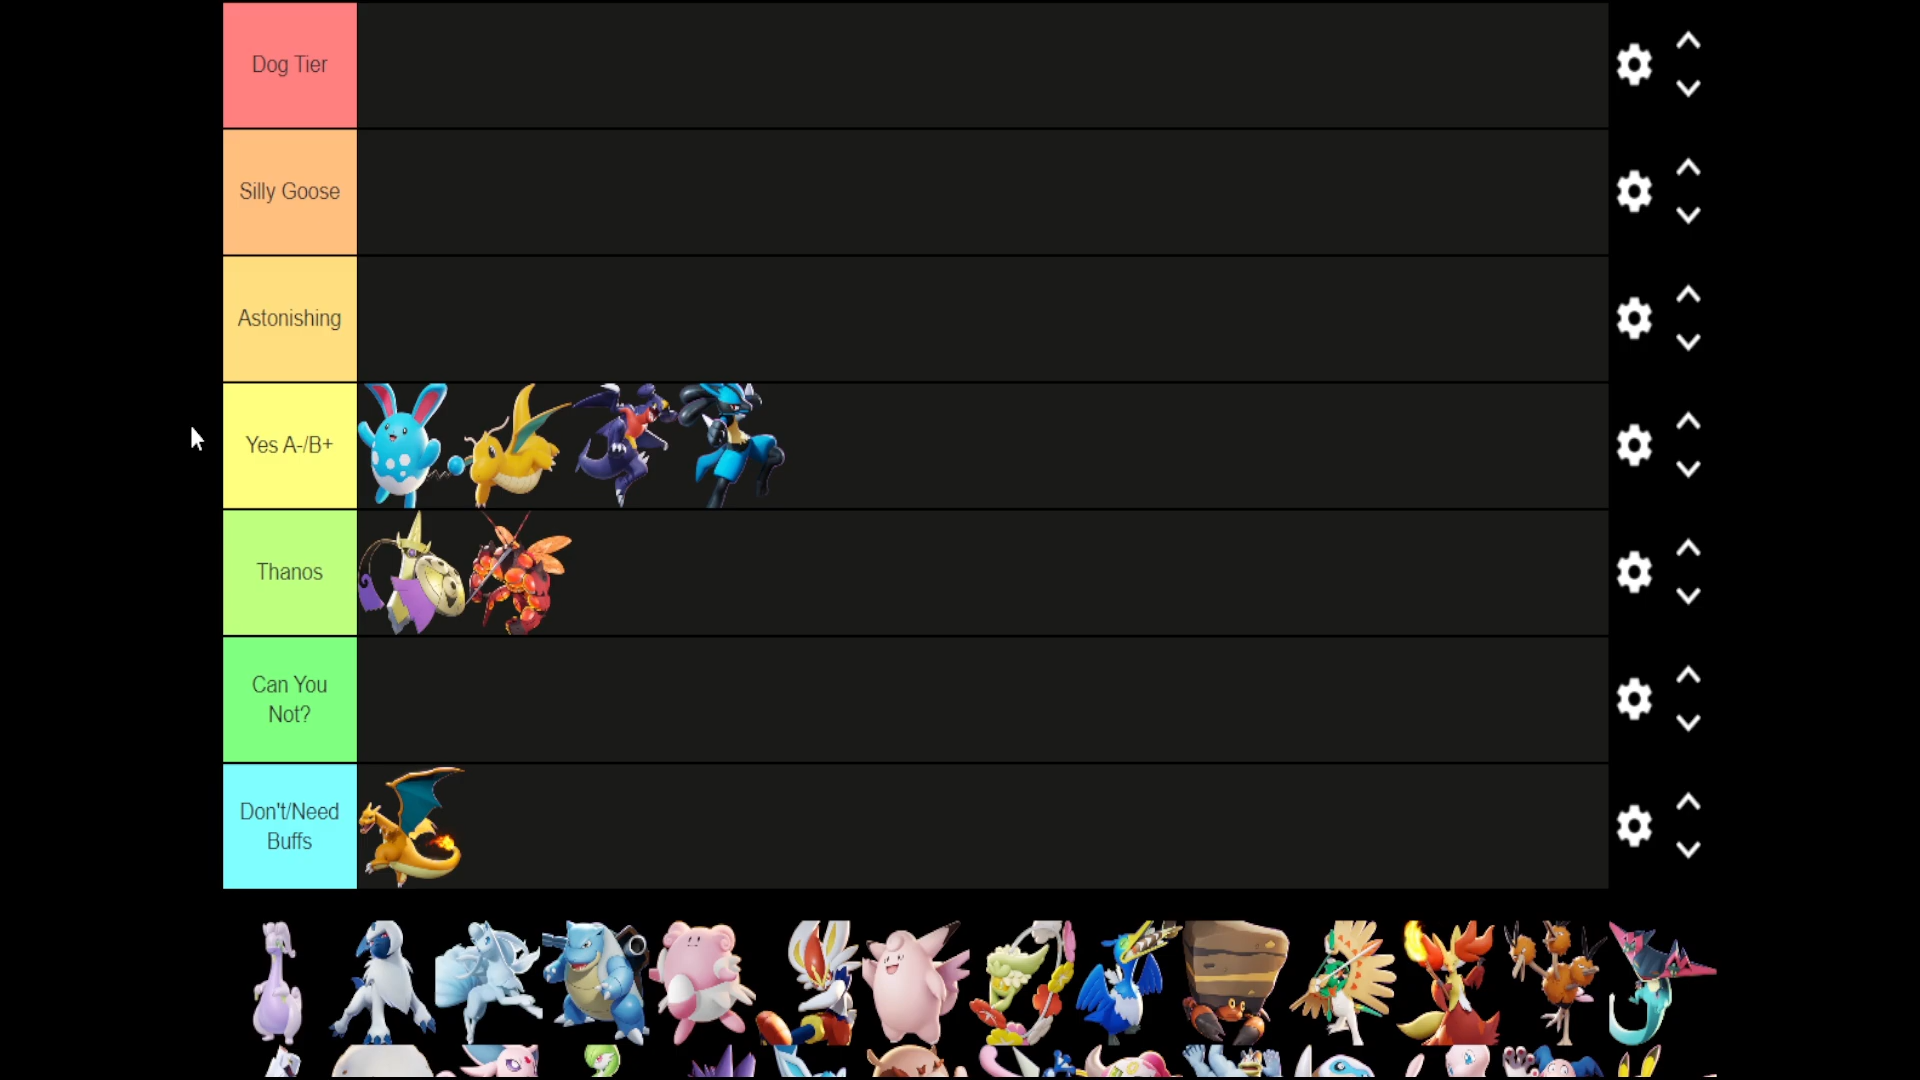 Dog Tier
Silly Goose
Astonishing
Yes A-/B+
Thanos
Can You
Not?
Don't/Need
Buffs